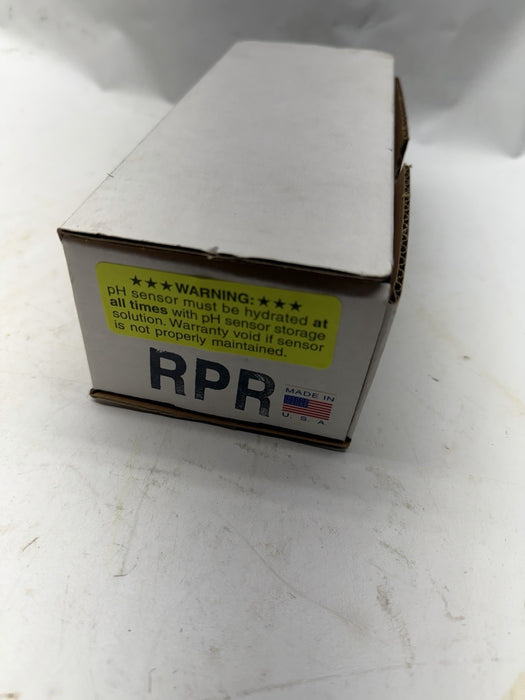 ★★★WARNING:★★★
pH sensor must be hydrated at
all times with pH sensor storage
solution. Warranty void if sensor
is not properly maintained.
RPR
MADE IN
U. S. A